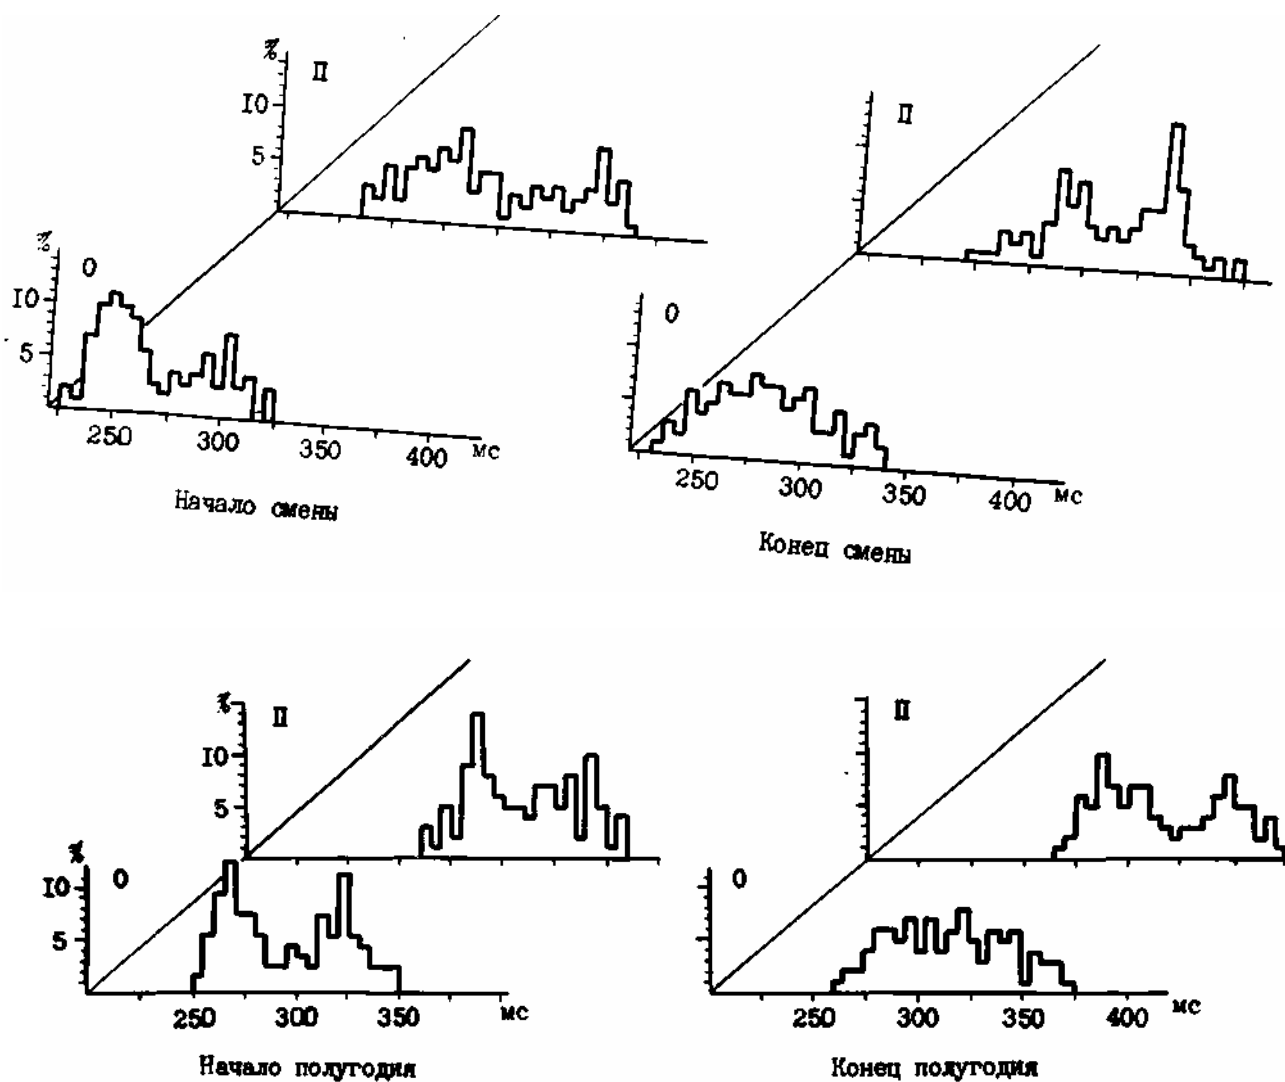 %
II
10
5
II
%
0
10
5
250 300 350 400 мс
Начало смены
0
250 300 350 400 мс
Конец смены
%
II
10
5
II
%
0
10
5
250 300 350 мс
Начало полугодия
0
250 300 350 400 мс
Конец полугодия